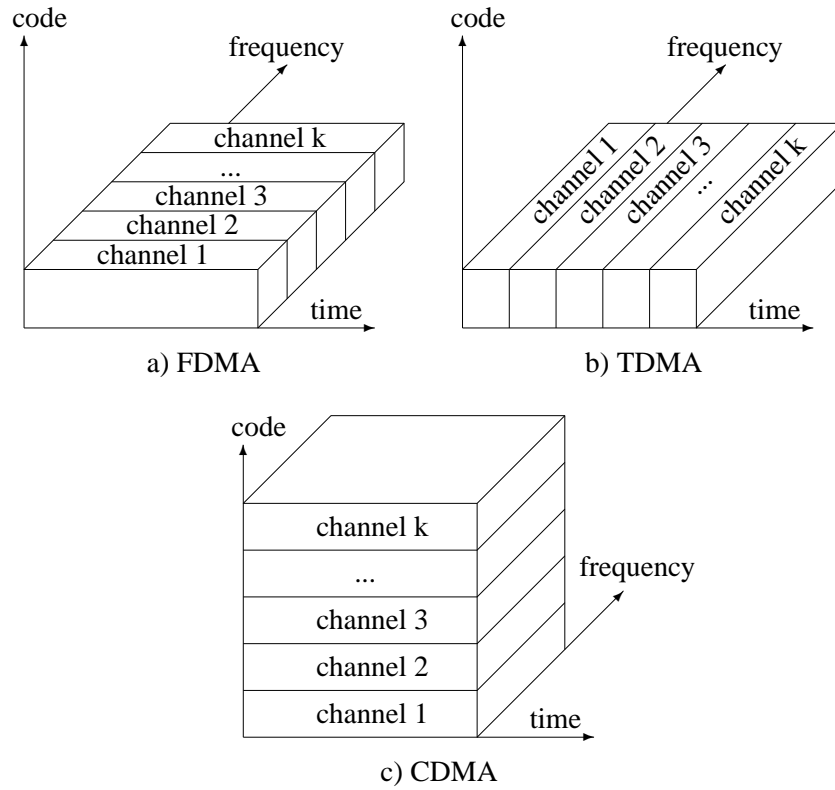 code
frequency
channel k
...
channel 3
channel 2
channel 1
time
a) FDMA
code
frequency
channel 1
channel 2
channel 3
...
channel k
time
b) TDMA
code
channel k
...
channel 3
channel 2
channel 1
frequency
time
c) CDMA